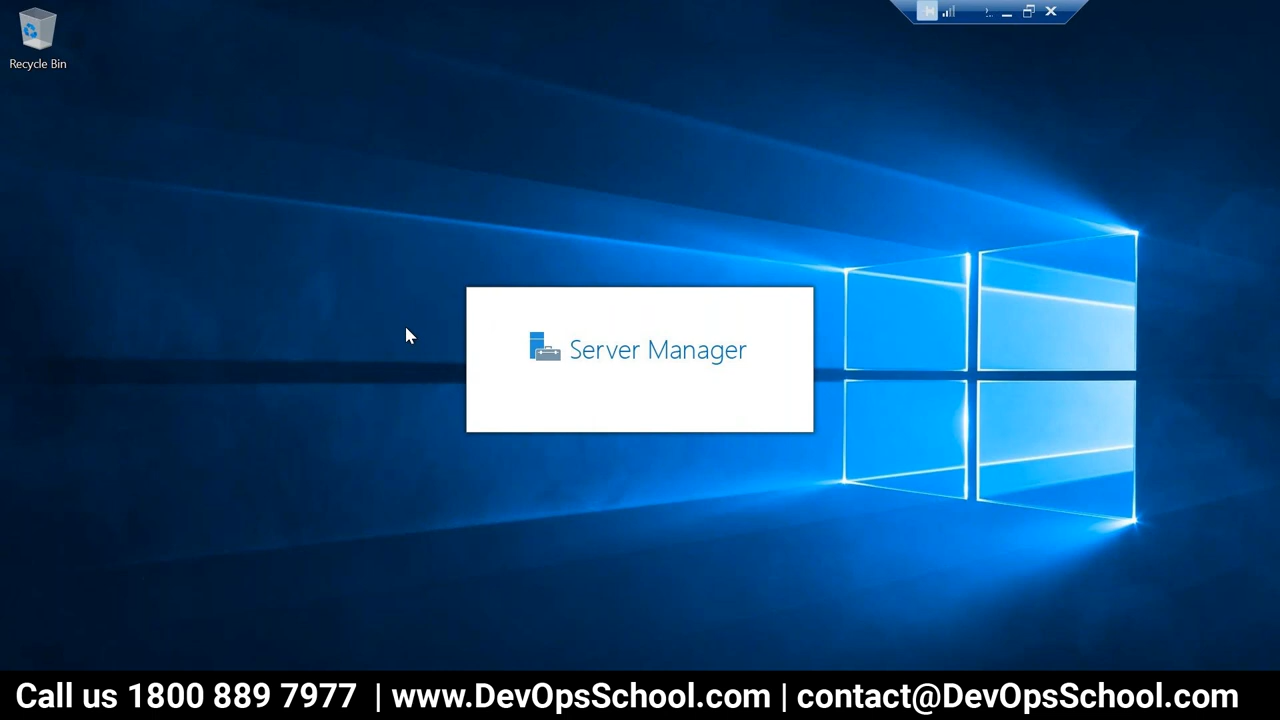 Recycle Bin
Server Manager
Call us 1800 889 7977 | www.DevOpsSchool.com | contact@DevOpsSchool.com